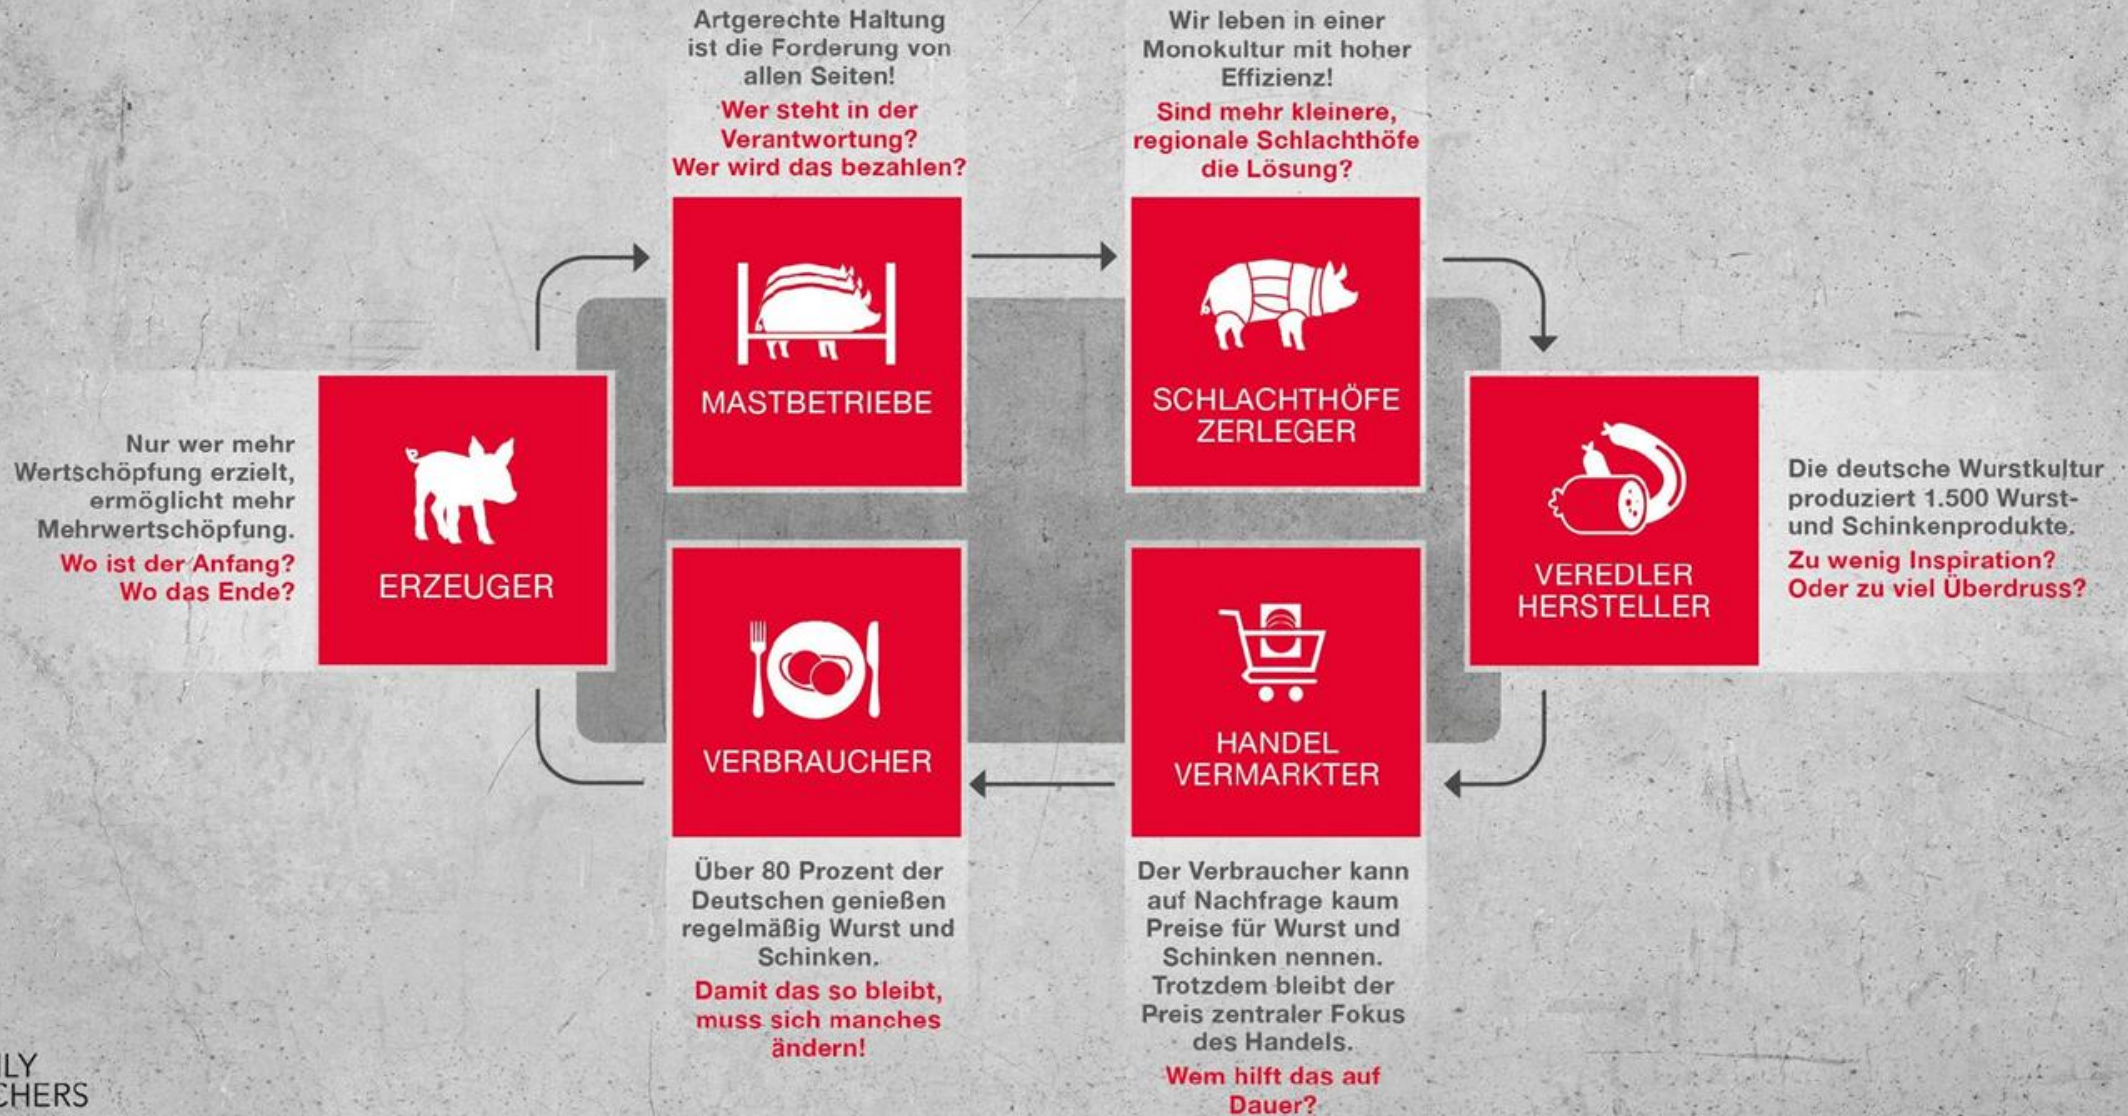 Artgerechte Haltung
ist die Forderung von
allen Seiten!
Wer steht in der
Verantwortung?
Wer wird das bezahlen?
MASTBETRIEBE
Wir leben in einer
Monokultur mit hoher
Effizienz!
Sind mehr kleinere,
regionale Schlachthöfe
die Lösung?
SCHLACHTHÖFE
ZERLEGER
Nur wer mehr
Wertschöpfung erzielt,
ermöglicht mehr
Mehrwertschöpfung.
Wo ist der Anfang?
Wo das Ende?
ERZEUGER
VEREDLER
HERSTELLER
Die deutsche Wurstkultur
produziert 1.500 Wurst-
und Schinkenprodukte.
Zu wenig Inspiration?
Oder zu viel Überdruss?
VERBRAUCHER
Über 80 Prozent der
Deutschen genießen
regelmäßig Wurst und
Schinken.
Damit das so bleibt,
muss sich manches
ändern!
HANDEL
VERMARKTER
Der Verbraucher kann
auf Nachfrage kaum
Preise für Wurst und
Schinken nennen.
Trotzdem bleibt der
Preis zentraler Fokus
des Handels.
Wem hilft das auf
Dauer?
LY
CHERS